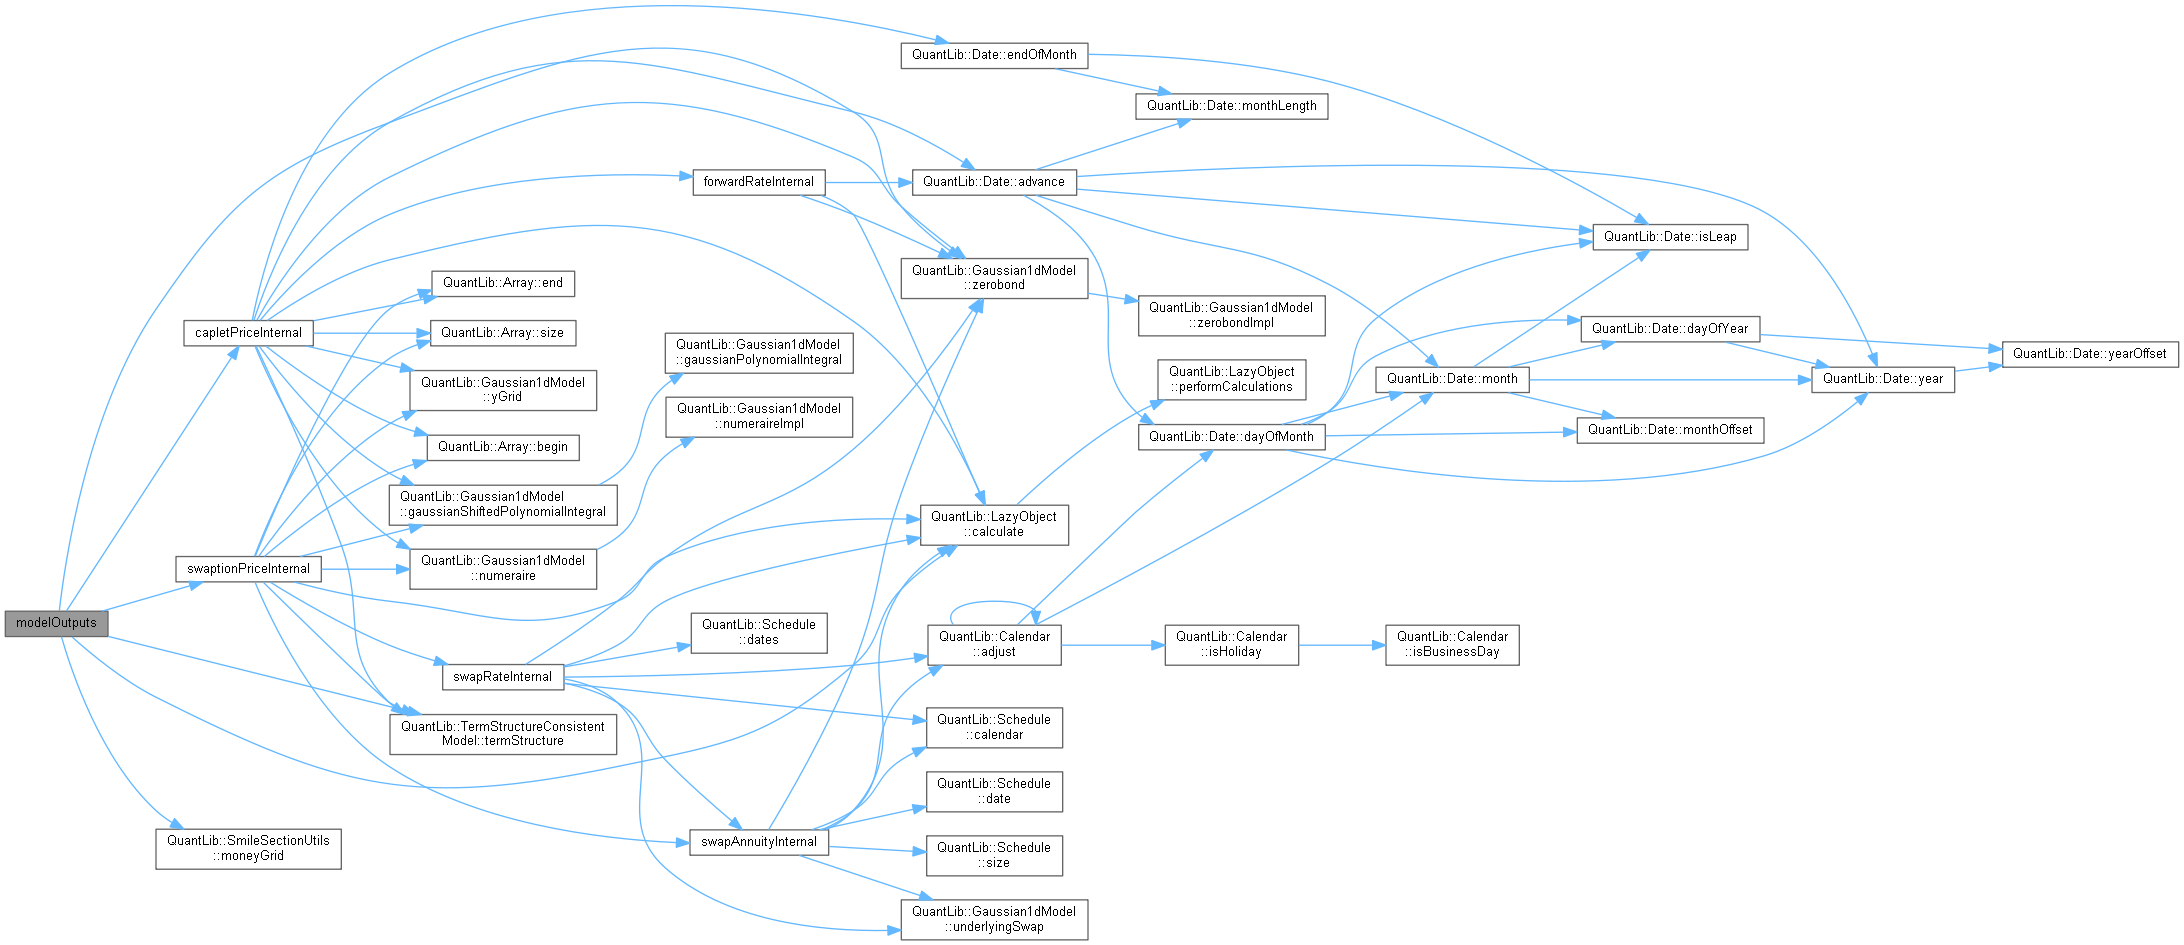 modelOutputs
capletPriceInternal
swaptionPriceInternal
QuantLib::SmileSectionUtils
::moneyGrid
QuantLib::Array::end
QuantLib::Array::size
QuantLib::Gaussian1dModel
::yGrid
QuantLib::Array::begin
QuantLib::Gaussian1dModel
::gaussianShiftedPolynomialIntegral
QuantLib::Gaussian1dModel
::numeraire
swapRateInternal
QuantLib::TermStructureConsistent
Model::termStructure
forwardRateInternal
QuantLib::Gaussian1dModel
::gaussianPolynomialIntegral
QuantLib::Gaussian1dModel
::numeraireImpl
QuantLib::Schedule
::dates
swapAnnuityInternal
QuantLib::Date::endOfMonth
QuantLib::Date::advance
QuantLib::Gaussian1dModel
::zerobond
QuantLib::LazyObject
::calculate
QuantLib::Calendar
::adjust
QuantLib::Schedule
::calendar
QuantLib::Schedule
::date
QuantLib::Schedule
::size
QuantLib::Gaussian1dModel
::underlyingSwap
QuantLib::Date::monthLength
QuantLib::Gaussian1dModel
::zerobondImpl
QuantLib::LazyObject
::performCalculations
QuantLib::Date::dayOfMonth
QuantLib::Calendar
::isHoliday
QuantLib::Date::month
QuantLib::Calendar
::isBusinessDay
QuantLib::Date::isLeap
QuantLib::Date::dayOfYear
QuantLib::Date::monthOffset
QuantLib::Date::year
QuantLib::Date::yearOffset